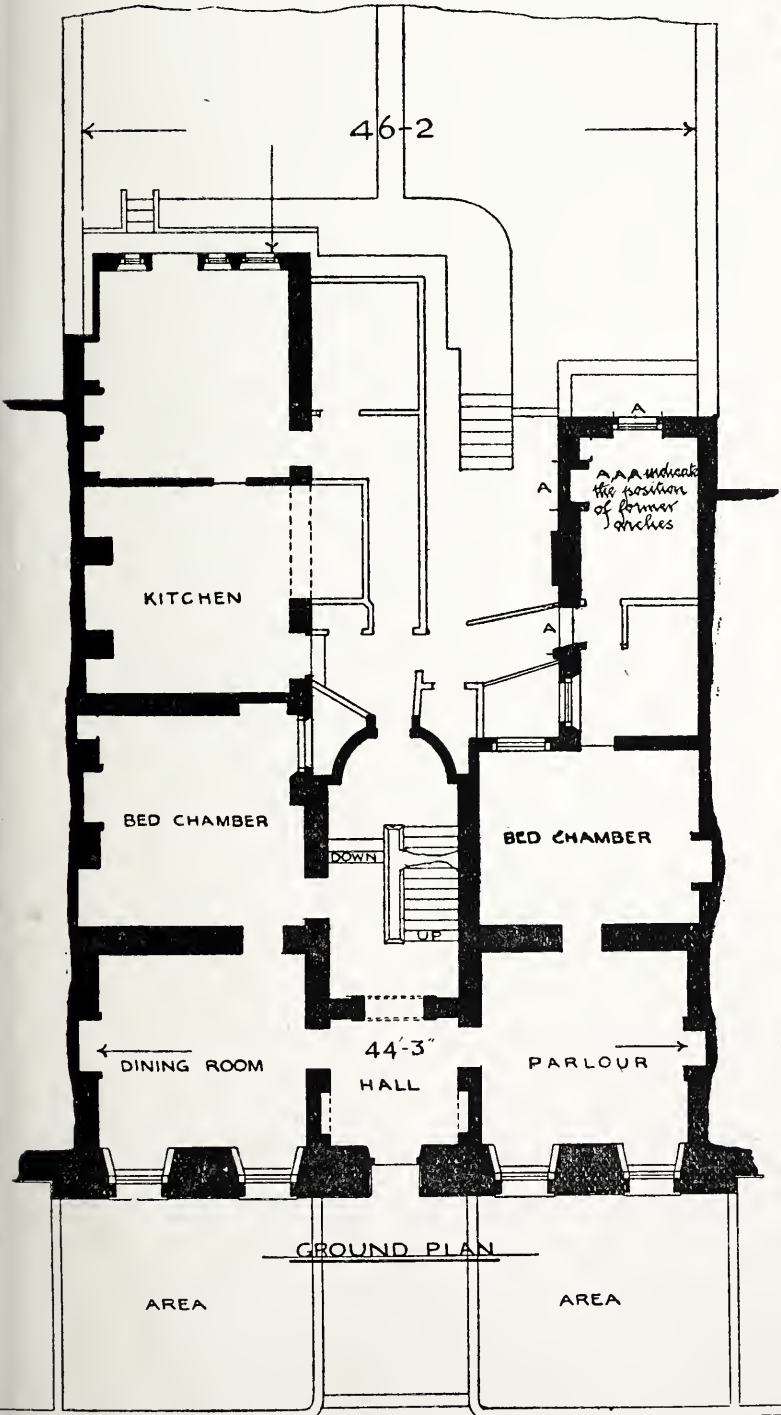 46-2
A
A,A,A indicate
the position
of former
arches
A
KITCHEN
A
BED CHAMBER
BED CHAMBER
DOWN
UP
44'-3"
DINING ROOM
HALL
PARLOUR
GROUND PLAN
AREA
AREA